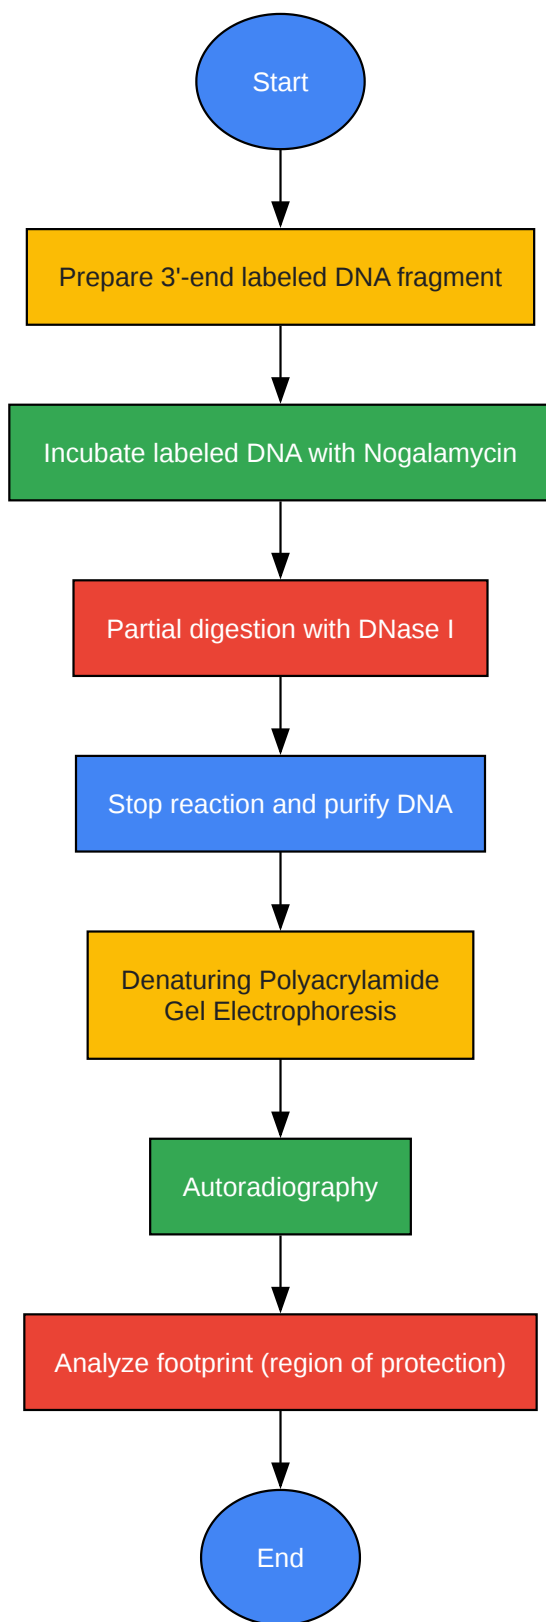 Start
Prepare 3'-end labeled DNA fragment
Incubate labeled DNA with Nogalamycin
Partial digestion with DNase I
Stop reaction and purify DNA
Denaturing Polyacrylamide
Gel Electrophoresis
Autoradiography
Analyze footprint (region of protection)
End